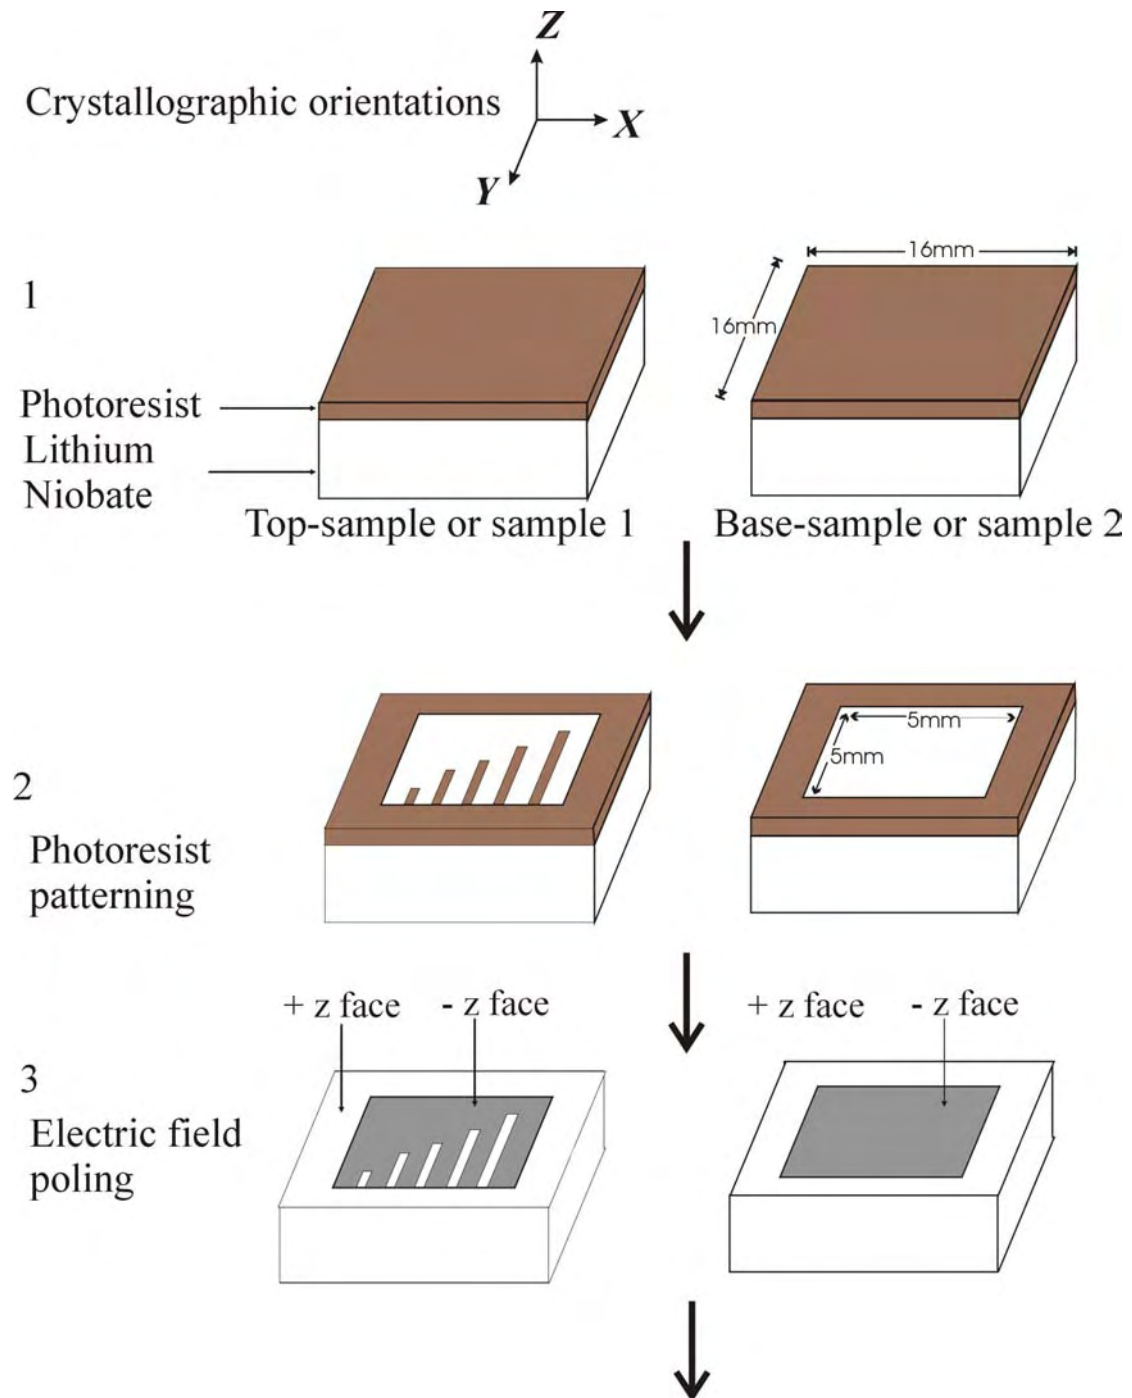 Z
Crystallographic orientations
X
Y
1
16mm
16mm
Photoresist
Lithium
Niobate
Top-sample or sample 1
Base-sample or sample 2
2
Photoresist
patterning
5mm
5mm
+ z face
- z face
+ z face
- z face
3
Electric field
poling